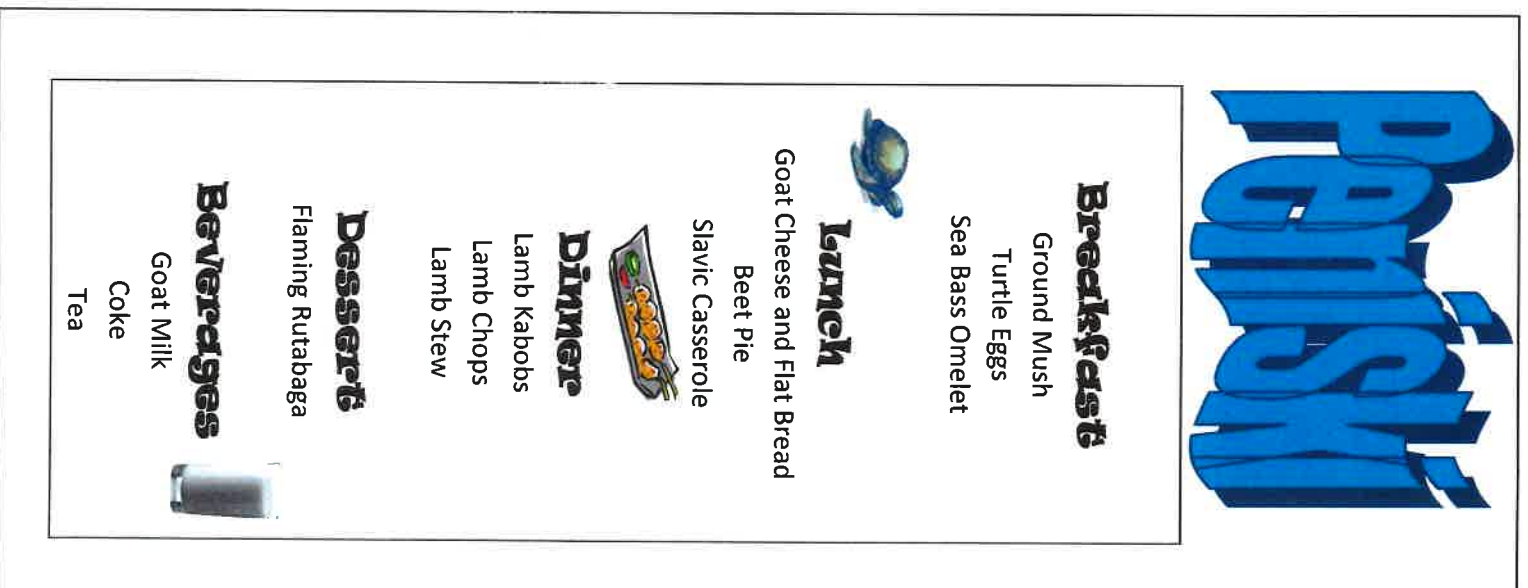 Peniski
Breakfast
Ground Mush
Turtle Eggs
Sea Bass Omelet
Lunch
Goat Cheese and Flat Bread
Beet Pie
Slavic Casserole
Dinner
Lamb Kabobs
Lamb Chops
Lamb Stew
Dessert
Flaming Rutabaga
Beverages
Goat Milk
Coke
Tea